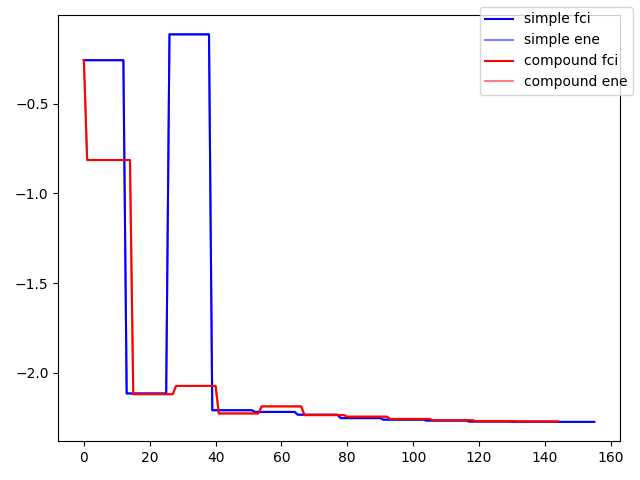 simple fci
simple ene
compound fci
compound ene
−0.5
−1.0
−1.5
−2.0
0 20 40 60 80 100 120 140 160